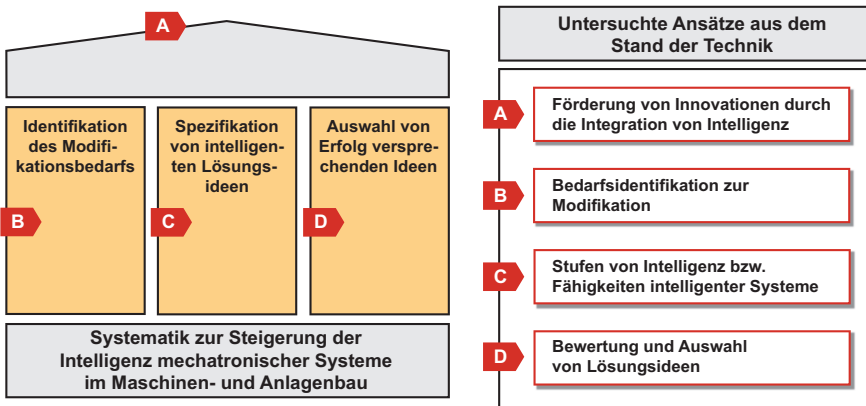 A
Identifikation
des Modifi-
kationsbedarfs
B
Spezifikation
von intelligen-
ten Lösungs-
ideen
C
Auswahl von
Erfolg verspre-
chenden Ideen
D
Systematik zur Steigerung der
Intelligenz mechatronischer Systeme
im Maschinen- und Anlagenbau
Untersuchte Ansätze aus dem
Stand der Technik
A
Förderung von Innovationen durch
die Integration von Intelligenz
B
Bedarfsidentifikation zur
Modifikation
C
Stufen von Intelligenz bzw.
Fähigkeiten intelligenter Systeme
D
Bewertung und Auswahl
von Lösungsideen